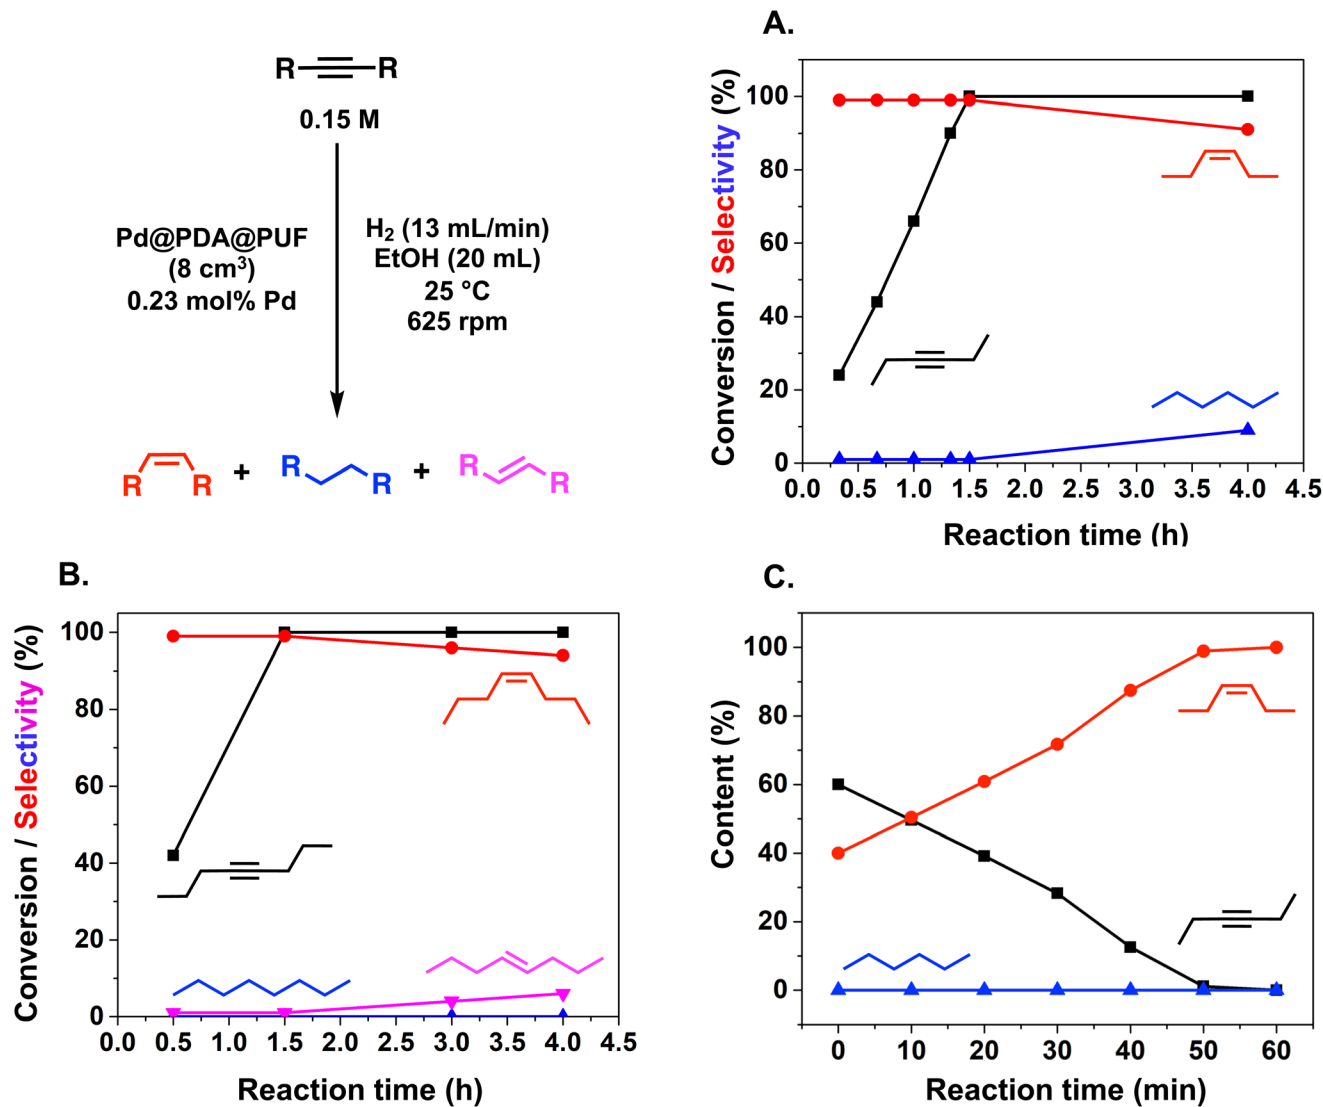 A.
R R
0.15 M
Pd@PDA@PUF
(8 cm³)
0.23 mol% Pd
H₂ (13 mL/min)
EtOH (20 mL)
25 °C
625 rpm
R R + R R + R R
Conversion / Selectivity (%)
100
80
60
40
20
0
0.0 0.5 1.0 1.5 2.0 2.5 3.0 3.5 4.0 4.5
Reaction time (h)
B.
Conversion / Selectivity (%)
100
80
60
40
20
0
0.0 0.5 1.0 1.5 2.0 2.5 3.0 3.5 4.0 4.5
Reaction time (h)
C.
Content (%)
100
80
60
40
20
0
0 10 20 30 40 50 60
Reaction time (min)